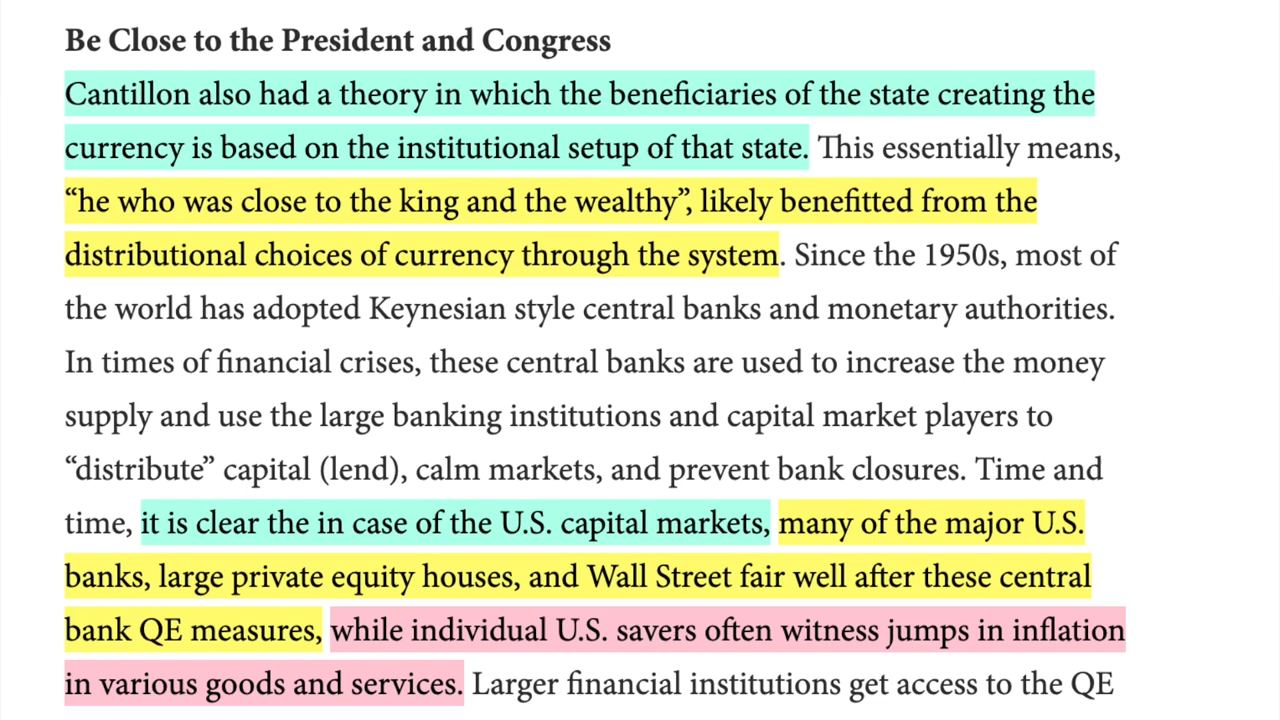 Be Close to the President and Congress
Cantillon also had a theory in which the beneficiaries of the state creating the
currency is based on the institutional setup of that state. This essentially means,
“he who was close to the king and the wealthy”, likely benefitted from the
distributional choices of currency through the system. Since the 1950s, most of
the world has adopted Keynesian style central banks and monetary authorities.
In times of financial crises, these central banks are used to increase the money
supply and use the large banking institutions and capital market players to
“distribute” capital (lend), calm markets, and prevent bank closures. Time and
time, it is clear the in case of the U.S. capital markets, many of the major U.S.
banks, large private equity houses, and Wall Street fair well after these central
bank QE measures, while individual U.S. savers often witness jumps in inflation
in various goods and services. Larger financial institutions get access to the QE